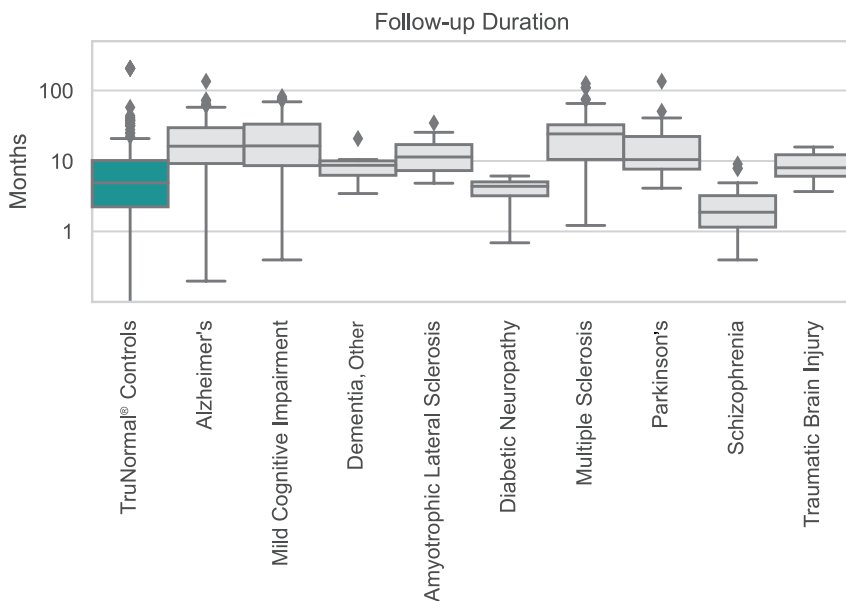 Follow-up Duration
Months
100
10
1
TruNormal® Controls
Alzheimer's
Mild Cognitive Impairment
Dementia, Other
Amyotrophic Lateral Sclerosis
Diabetic Neuropathy
Multiple Sclerosis
Parkinson's
Schizophrenia
Traumatic Brain Injury